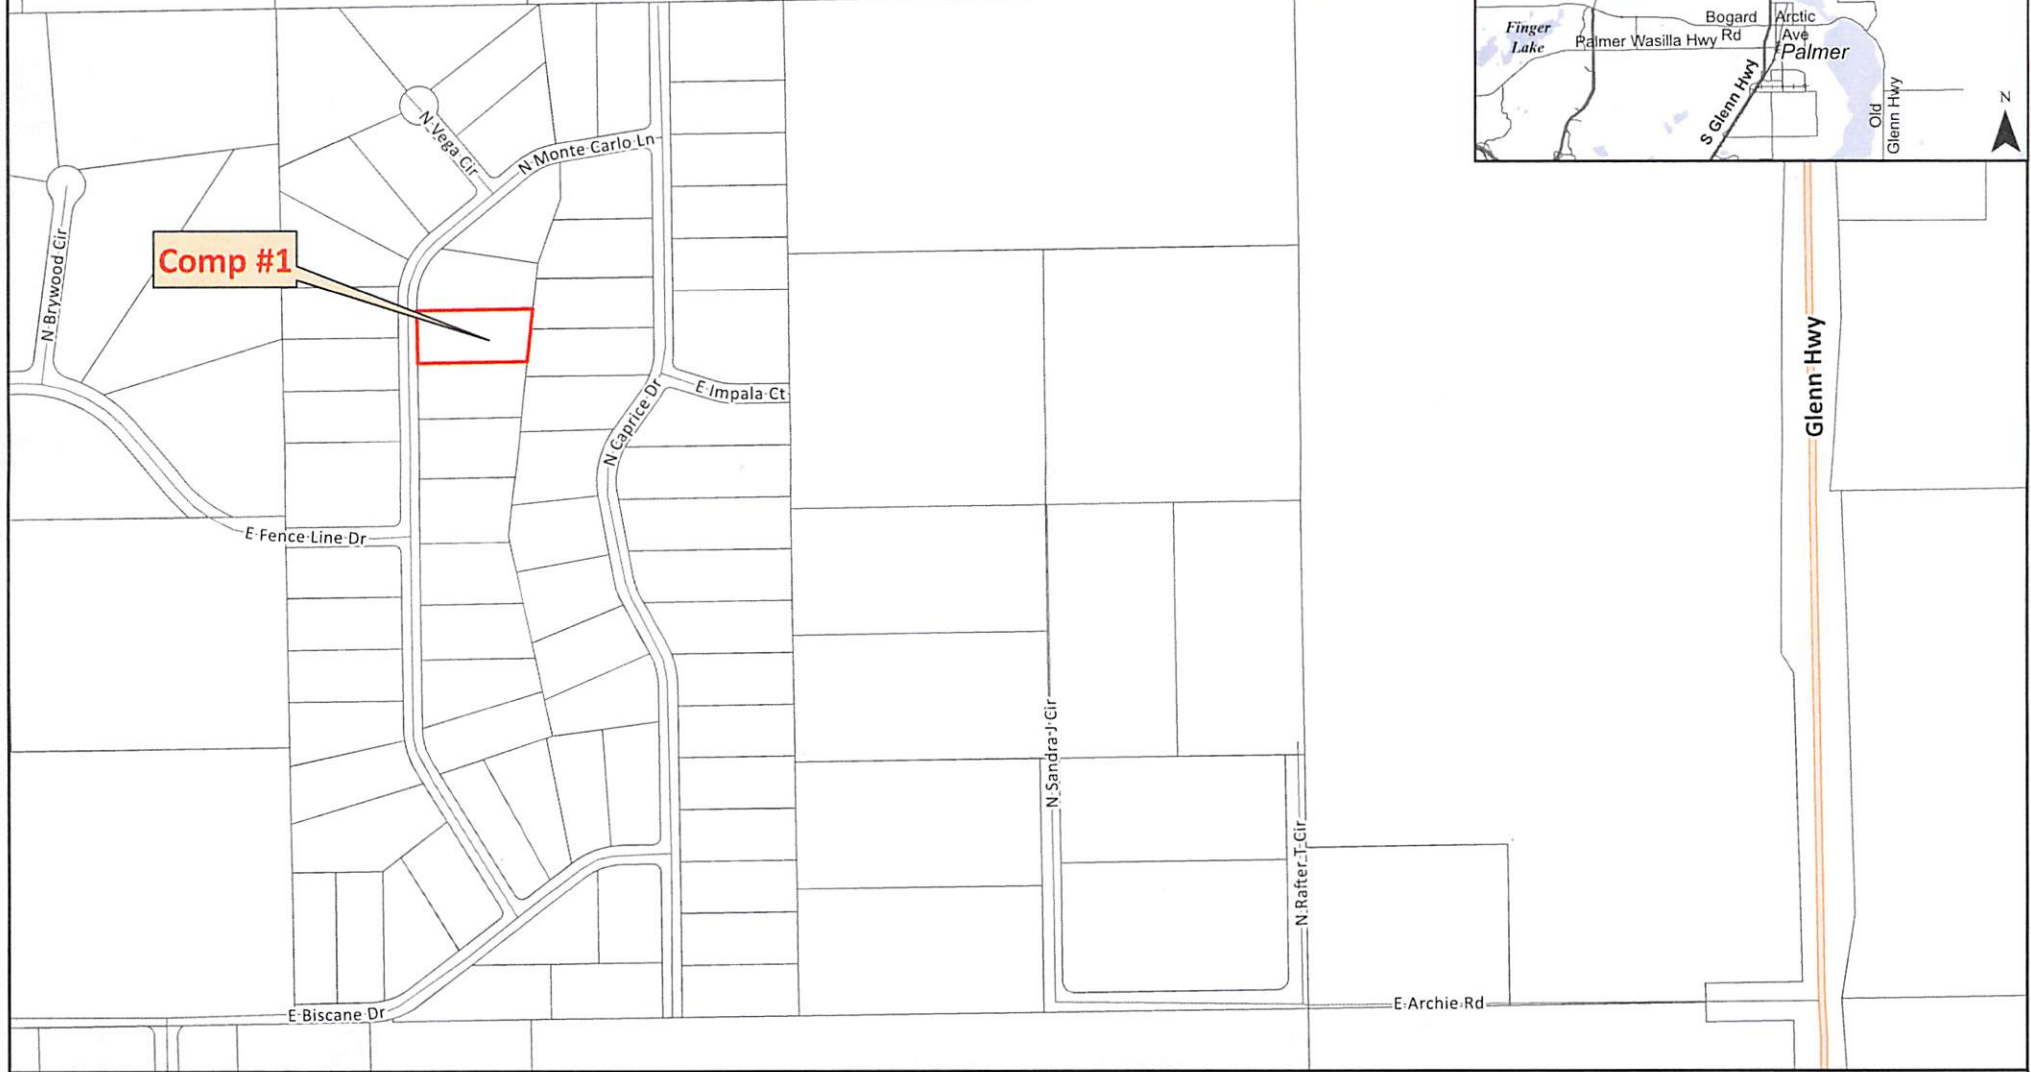 Finger
Lake
Bogard
Rd
Arctic
Ave
Palmer Wasilla Hwy
Palmer
S Glenn Hwy
Old
Glenn Hwy
N
N Vega Cir
N Monte Carlo Ln
N Brywood Cir
Comp #1
E Impala Ct
N Caprice Dr
Glenn Hwy
E Fence Line Dr
N Sandra J Cir
N Rafter T Cir
E Archie Rd
E Biscane Dr